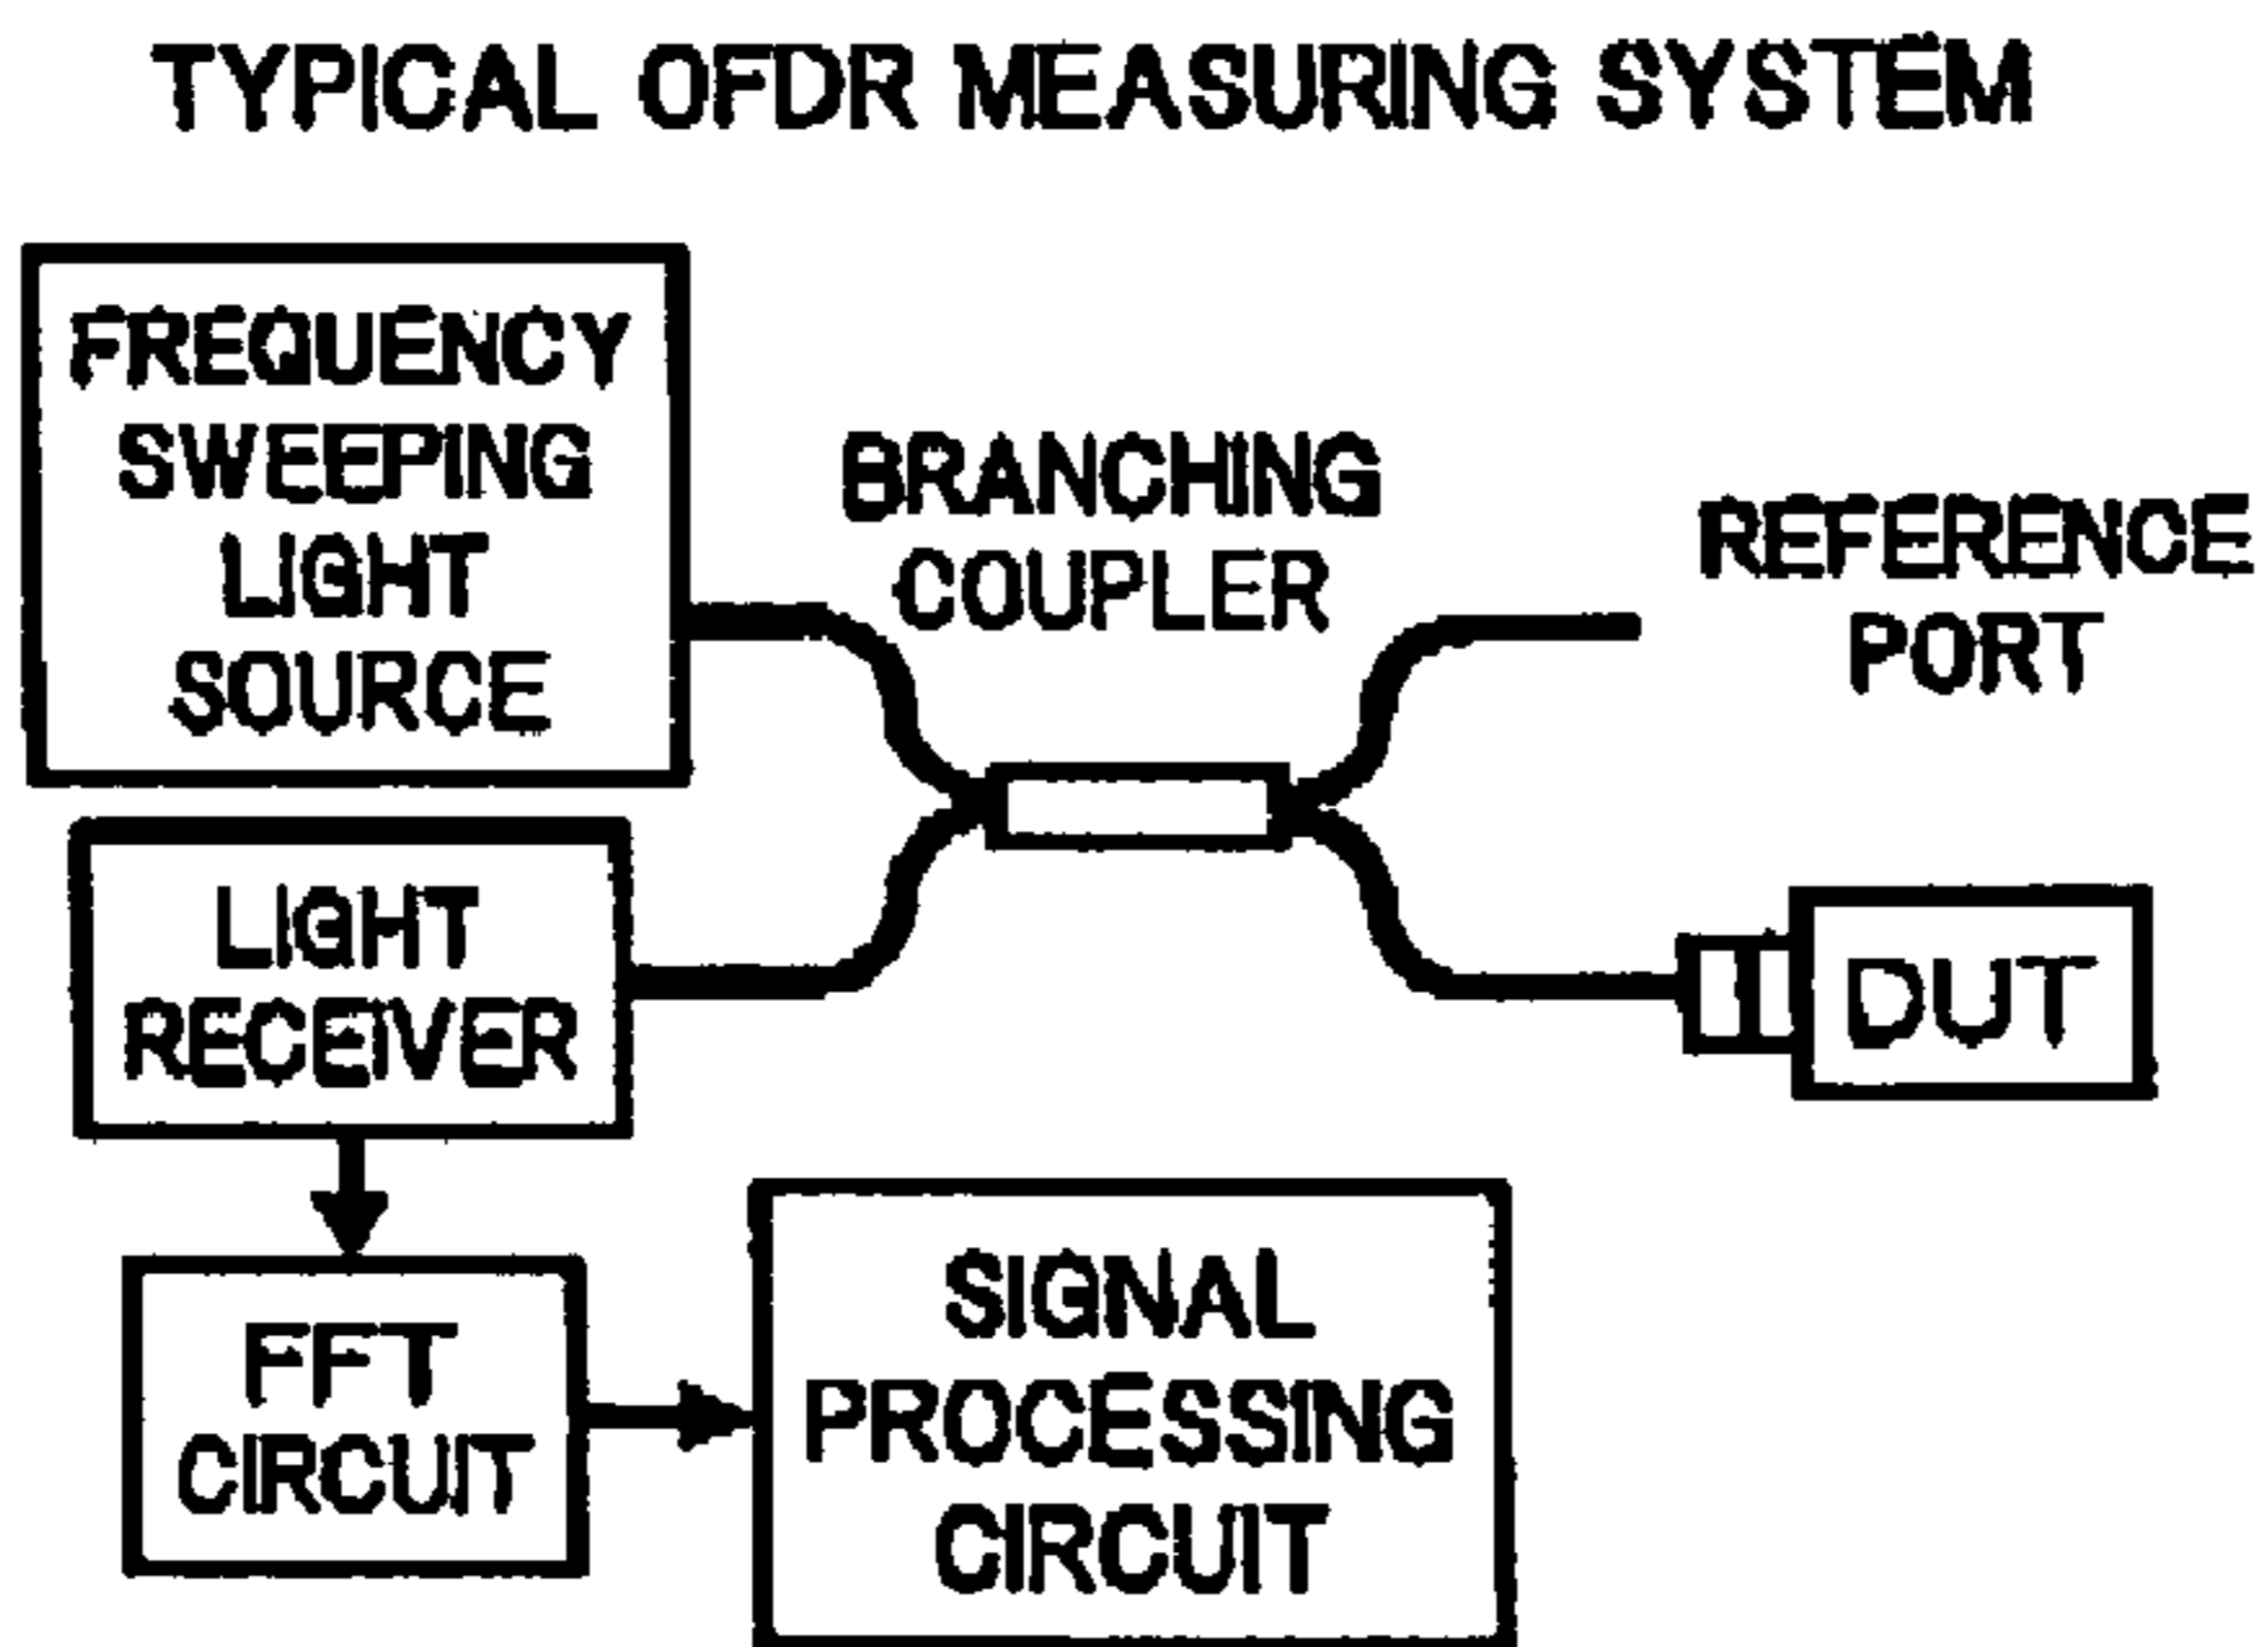 TYPICAL OFDR MEASURING SYSTEM
FREQUENCY
SWEEPING
LIGHT
SOURCE
BRANCHING
COUPLER
REFERENCE
PORT
LIGHT
RECEIVER
DUT
FFT
CIRCUIT
SIGNAL
PROCESSING
CIRCUIT